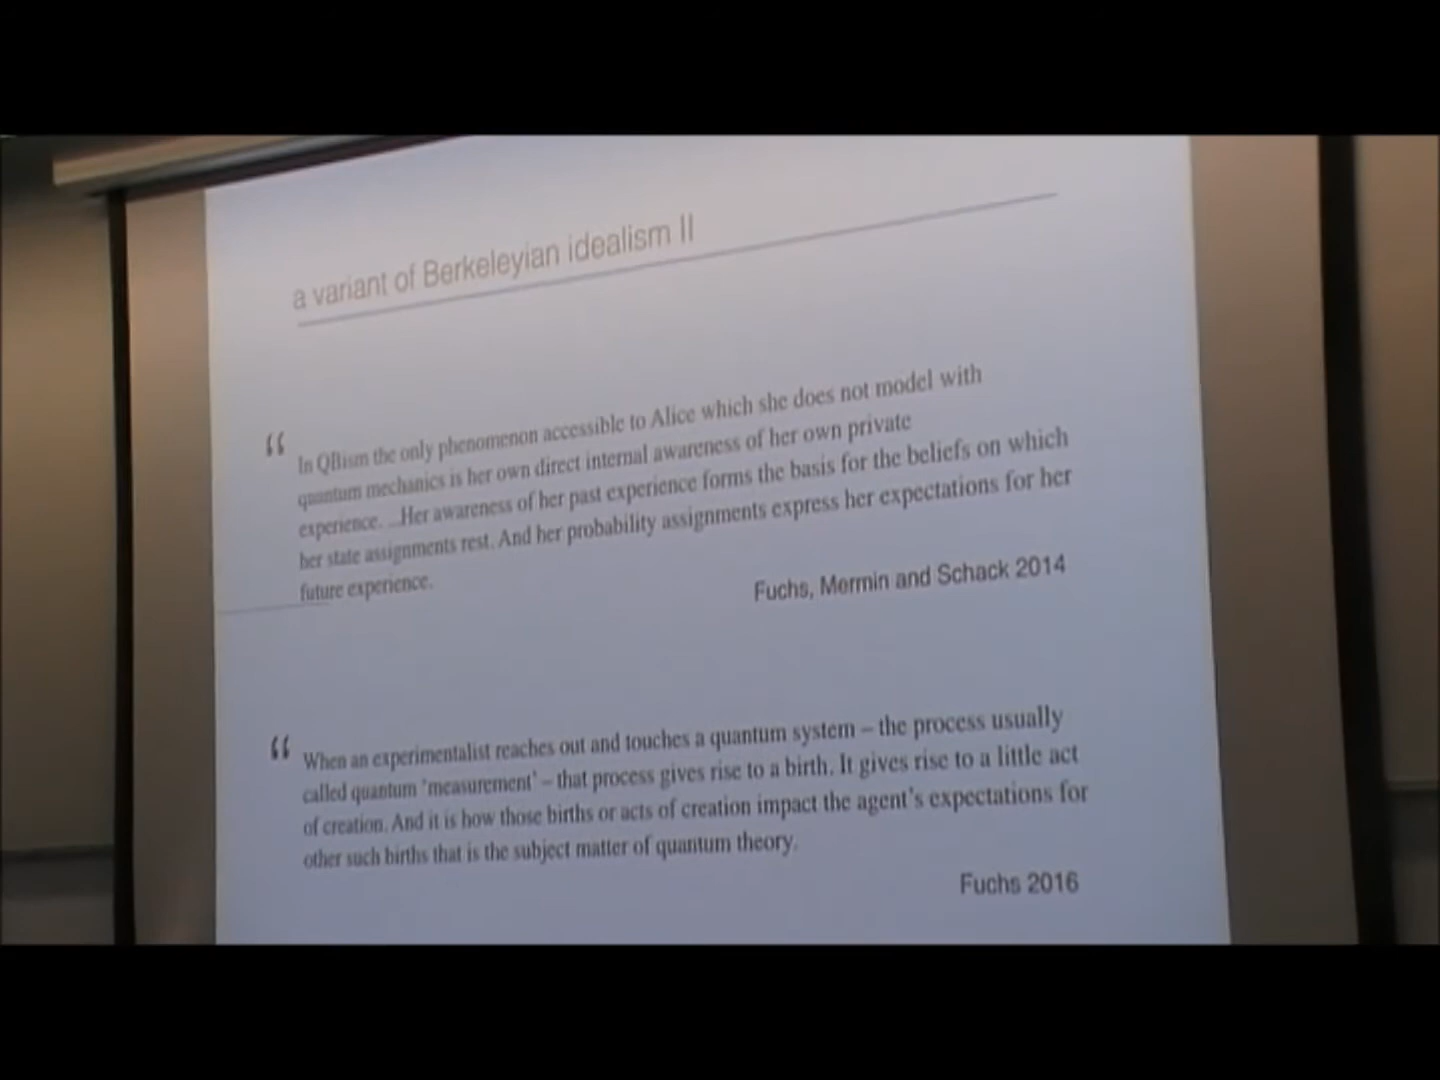 a variant of Berkeleyian idealism II
“
In QBism the only phenomenon accessible to Alice which she does not model with
quantum mechanics is her own direct internal awareness of her own private
experience. ...Her awareness of her past experience forms the basis for the beliefs on which
her state assignments rest. And her probability assignments express her expectations for her
future experience.
Fuchs, Mermin and Schack 2014
“
When an experimentalist reaches out and touches a quantum system – the process usually
called quantum 'measurement' – that process gives rise to a birth. It gives rise to a little act
of creation. And it is how those births or acts of creation impact the agent's expectations for
other such births that is the subject matter of quantum theory.
Fuchs 2016